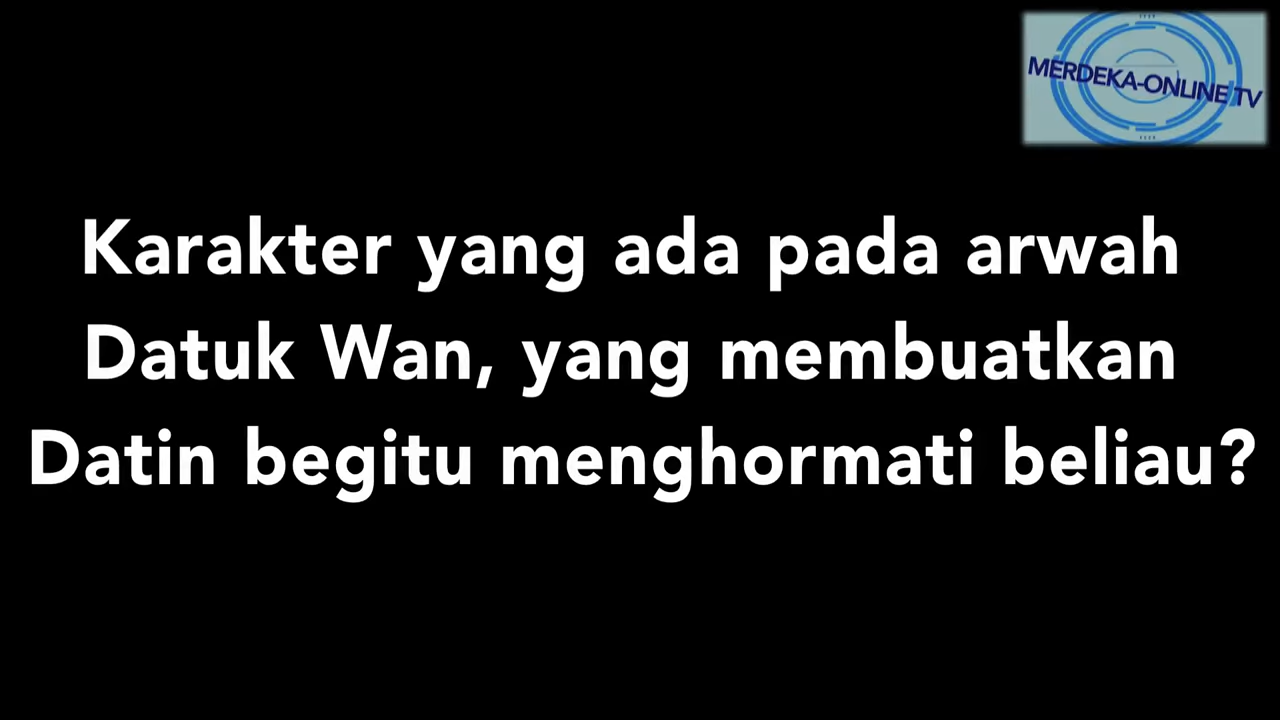 MERDEKA-ONLINE TV
Karakter yang ada pada arwah
Datuk Wan, yang membuatkan
Datin begitu menghormati beliau?